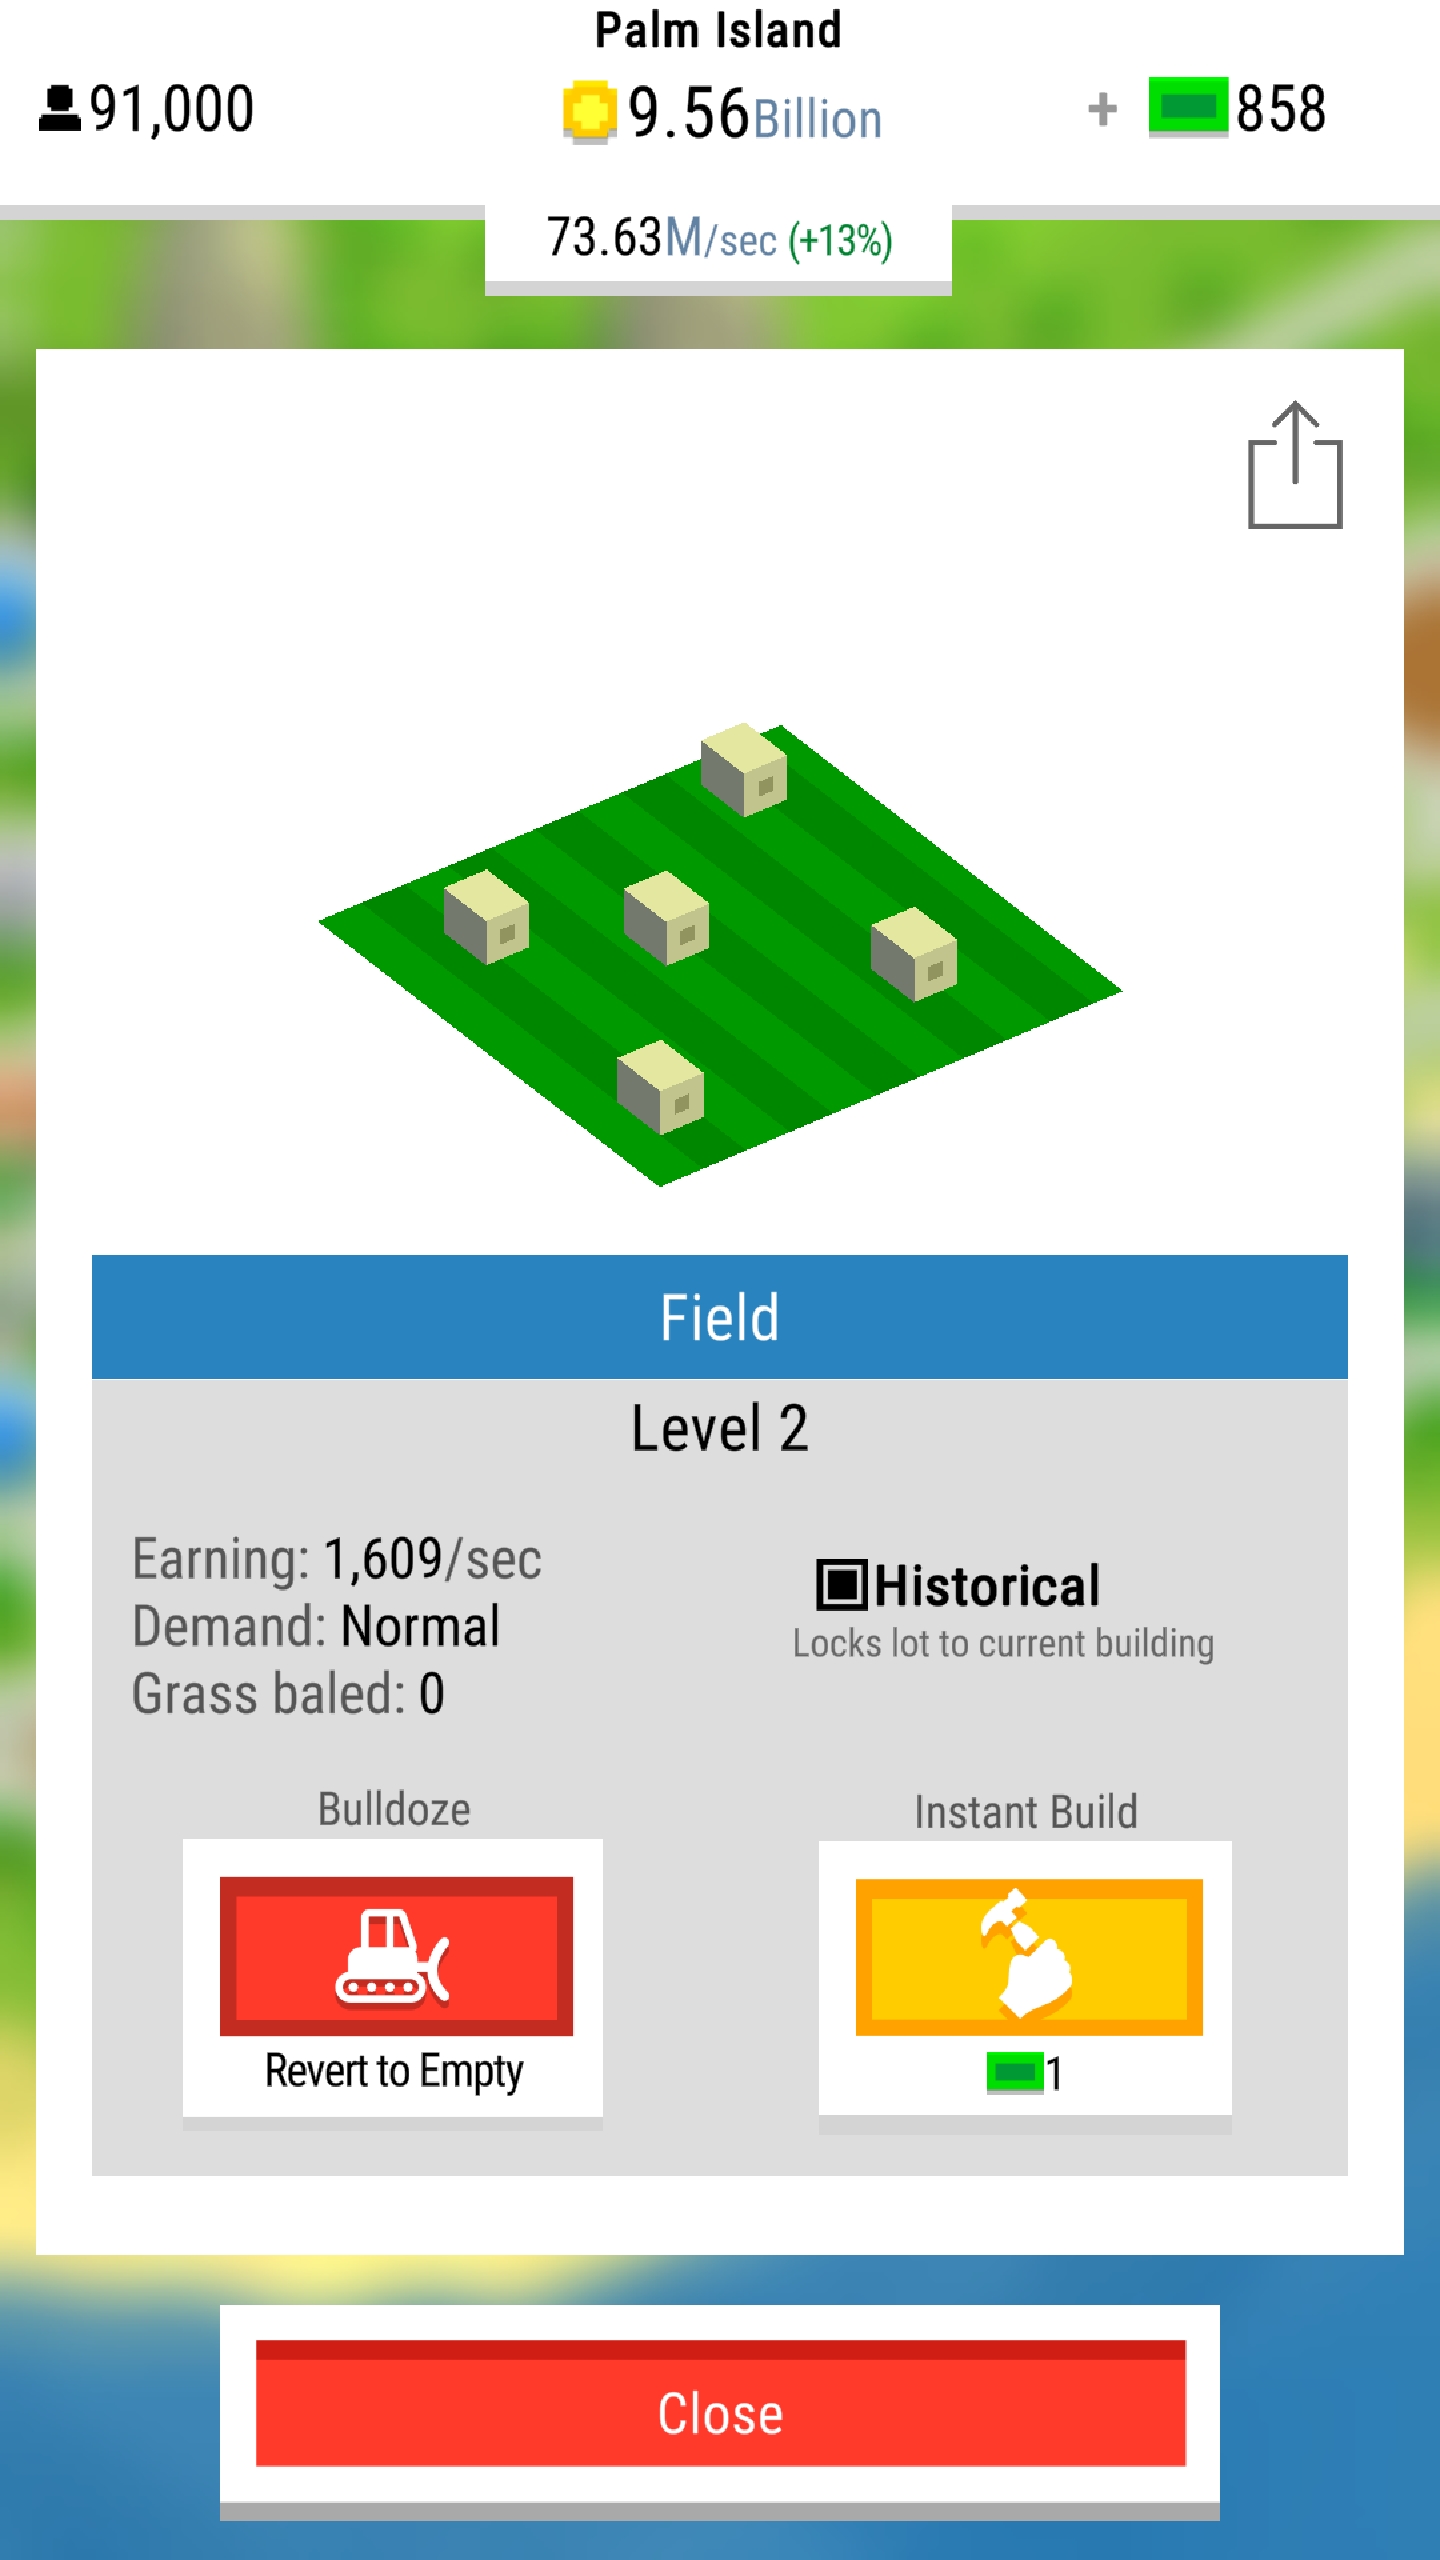 Palm Island
91,000
9.56Billion
+ 858
73.63M/sec (+13%)
Field
Level 2
Earning: 1,609/sec
Demand: Normal
Grass baled: 0
Historical
Locks lot to current building
Bulldoze
Revert to Empty
Instant Build
1
Close